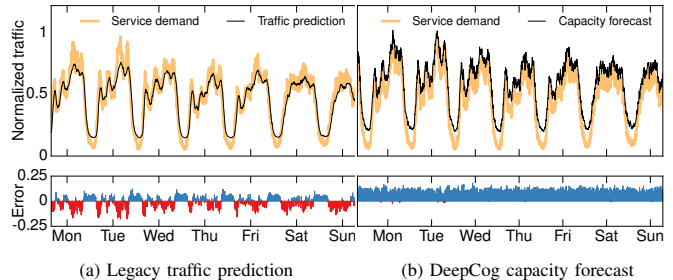 Service demand Traffic prediction
Service demand Capacity forecast
Normalized traffic
1
0.5
0
Error
0.25
0
-0.25
Mon Tue Wed Thu Fri Sat Sun
Mon Tue Wed Thu Fri Sat Sun
(a) Legacy traffic prediction
(b) DeepCog capacity forecast